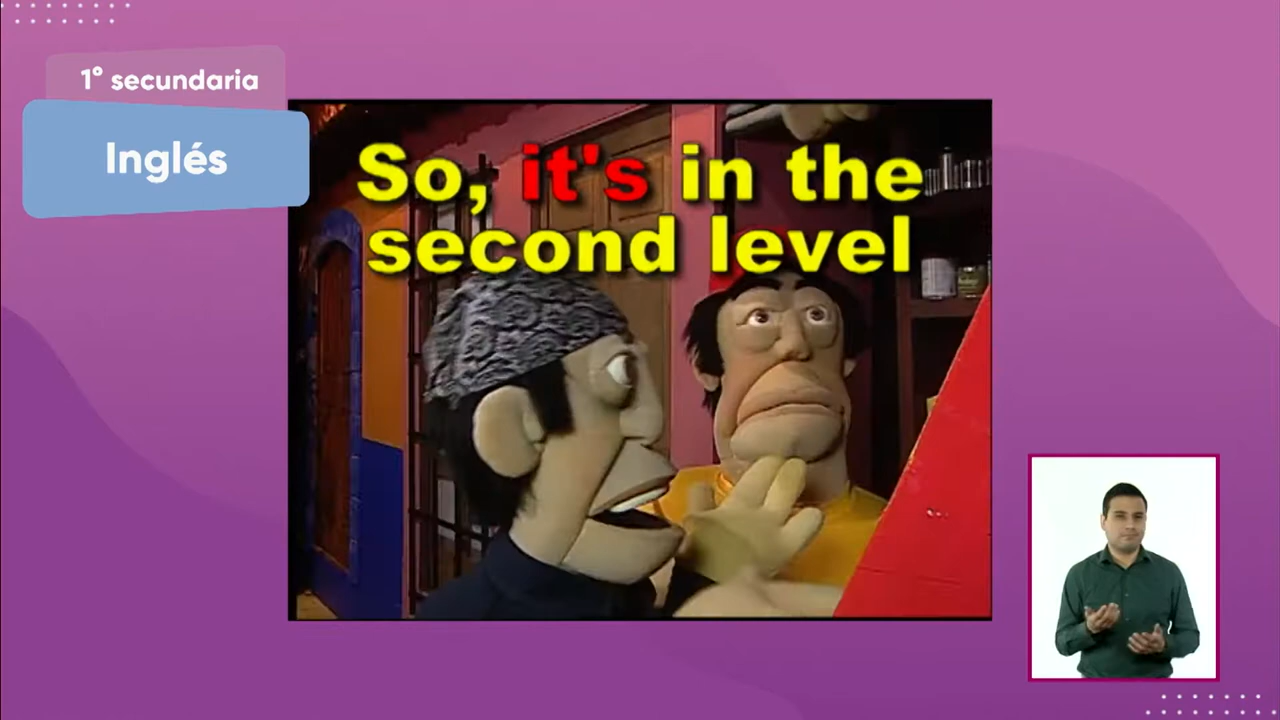 1° secundaria
Inglés
So, it's in the
second level